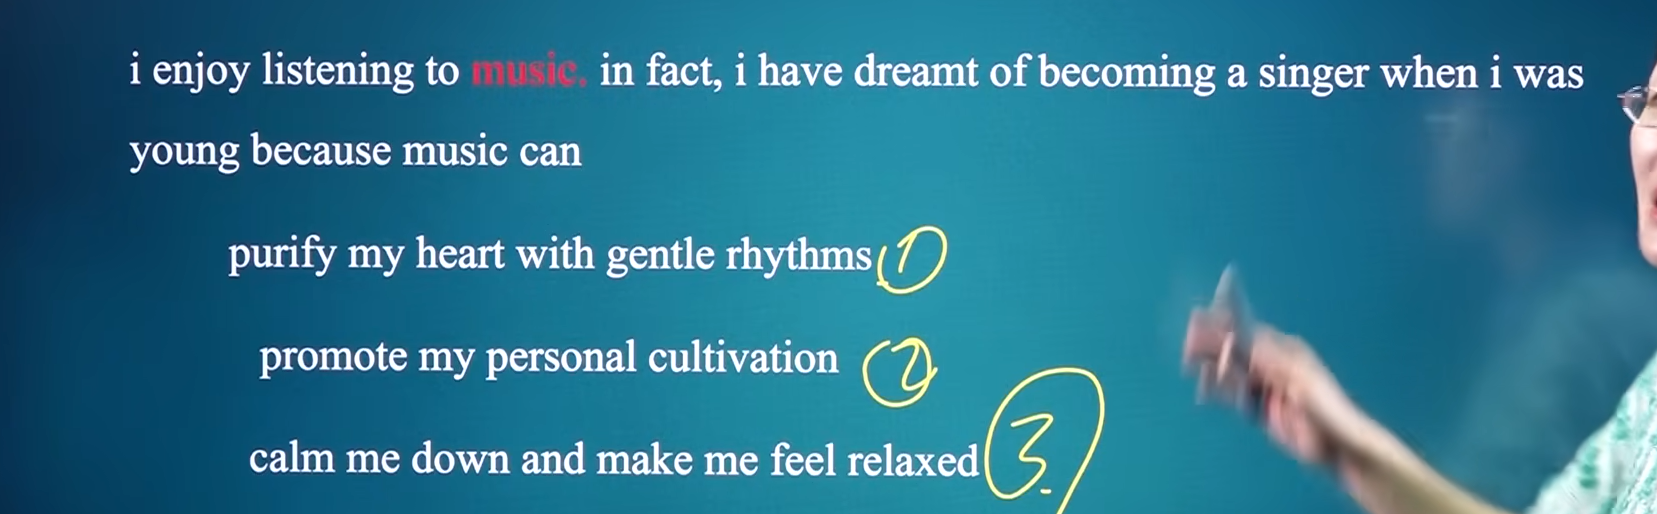 i enjoy listening to music. in fact, i have dreamt of becoming a singer when i was
young because music can
purify my heart with gentle rhythms 1
promote my personal cultivation 2
calm me down and make me feel relaxed 3.